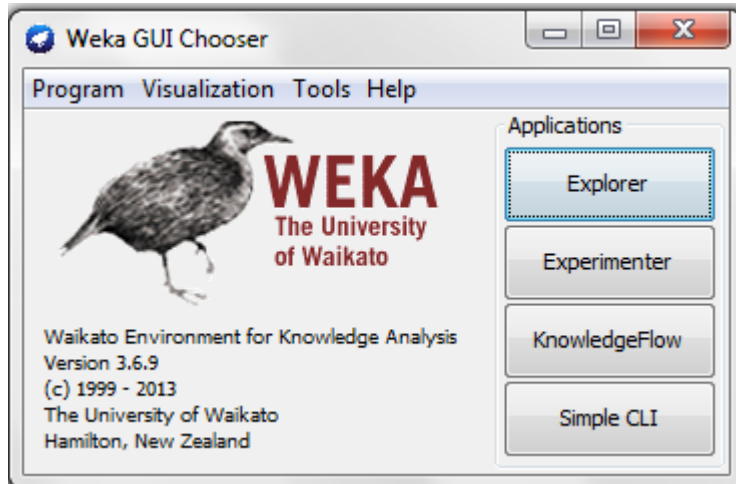 Weka GUI Chooser
Program Visualization Tools Help
WEKA
The University
of Waikato
Waikato Environment for Knowledge Analysis
Version 3.6.9
(c) 1999 - 2013
The University of Waikato
Hamilton, New Zealand
Applications
Explorer
Experimenter
KnowledgeFlow
Simple CLI